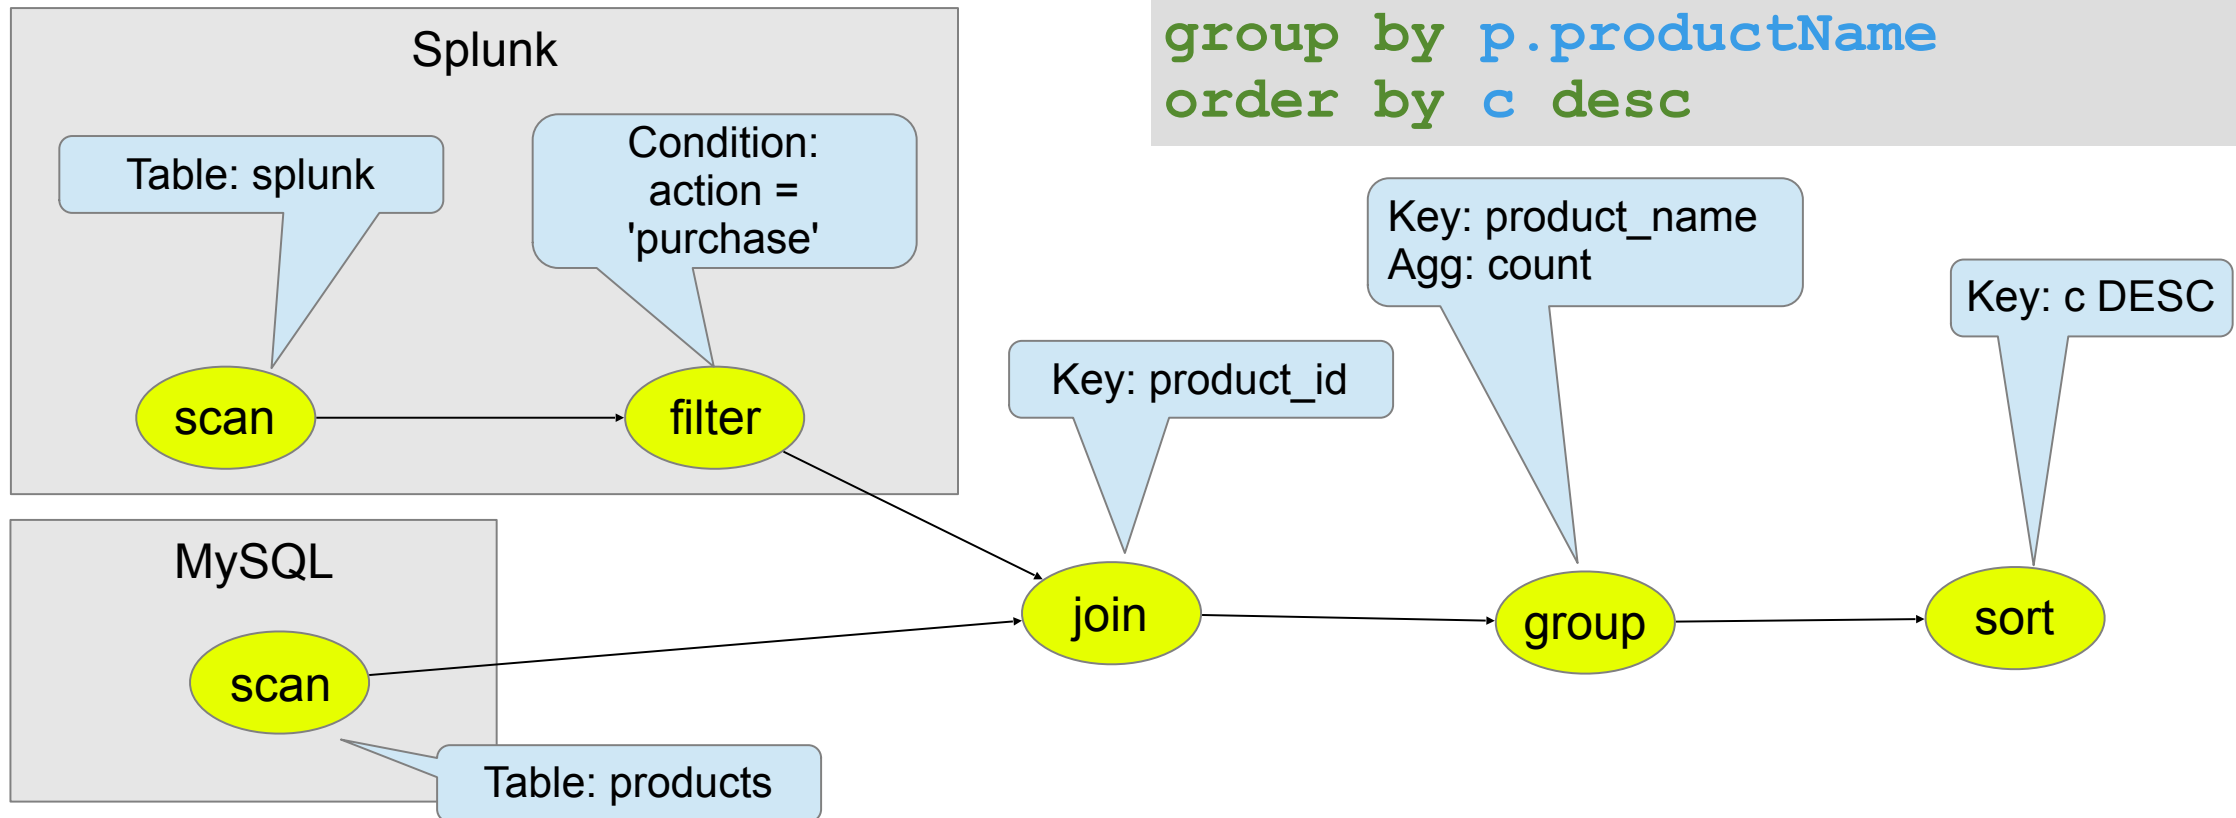 Splunk
group by p.productName
order by c desc
Table: splunk
Condition:
action =
'purchase'
Key: product_name
Agg: count
Key: c DESC
Key: product_id
scan
filter
MySQL
join
group
sort
scan
Table: products